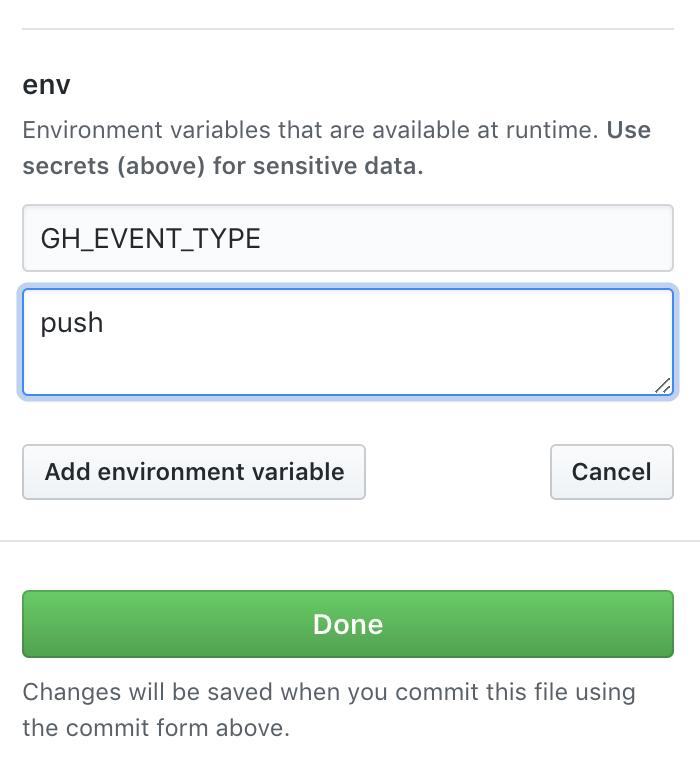 env
Environment variables that are available at runtime. Use
secrets (above) for sensitive data.
GH_EVENT_TYPE
push
Add environment variable
Cancel
Done
Changes will be saved when you commit this file using
the commit form above.